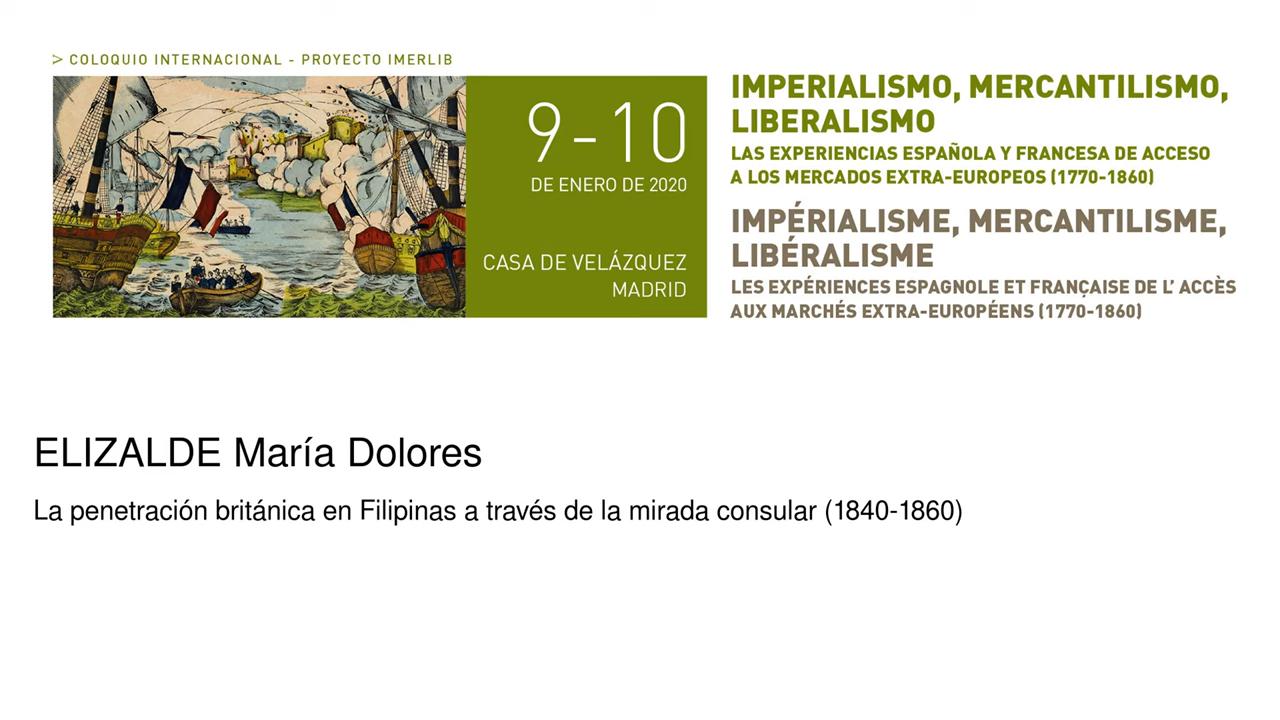 > COLOQUIO INTERNACIONAL - PROYECTO IMERLIB
9-10
DE ENERO DE 2020
CASA DE VELÁZQUEZ
MADRID
IMPERIALISMO, MERCANTILISMO,
LIBERALISMO
LAS EXPERIENCIAS ESPAÑOLA Y FRANCESA DE ACCESO
A LOS MERCADOS EXTRA-EUROPEOS (1770-1860)
IMPÉRIALISME, MERCANTILISME,
LIBÉRALISME
LES EXPÉRIENCES ESPAGNOLE ET FRANÇAISE DE L’ ACCÈS
AUX MARCHÉS EXTRA-EUROPÉENS (1770-1860)
ELIZALDE María Dolores
La penetración británica en Filipinas a través de la mirada consular (1840-1860)